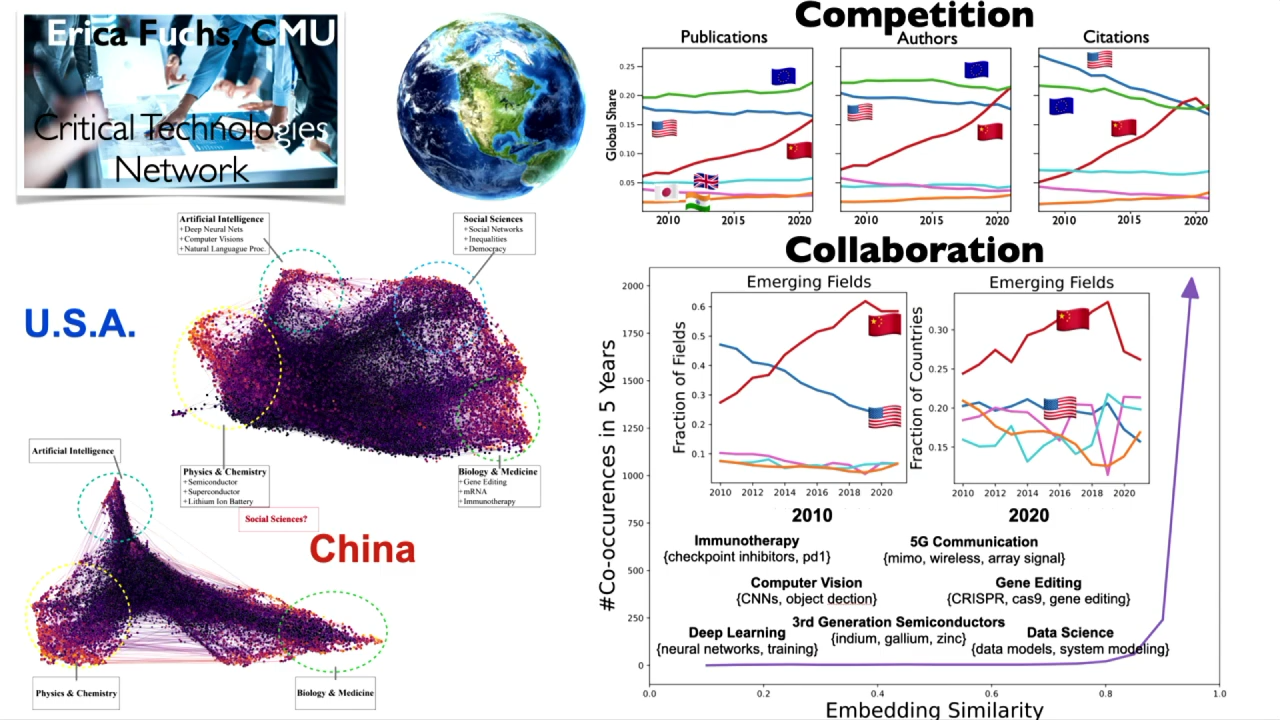 Erica Fuchs, CMU
Critical Technologies
Network
Artificial Intelligence
+Deep Neural Nets
+Computer Visions
+Natural Languague Proc.
Social Sciences
+Social Networks
+Inequalities
+Democracy
U.S.A.
Physics & Chemistry
+Semiconductor
+Superconductor
+Lithium Ion Battery
Biology & Medicine
+Gene Editing
+mRNA
+Immunotherapy
Artificial Intelligence
Social Sciences?
China
Physics & Chemistry
Biology & Medicine
Competition
Publications
Authors
Citations
Global Share
0.25
0.20
0.15
0.10
0.05
2010
2015
2020
2010
2015
2020
2010
2015
2020
Collaboration
#Co-occurences in 5 Years
2000
1750
1500
1250
1000
750
500
250
0
Emerging Fields
Fraction of Fields
0.6
0.5
0.4
0.3
0.2
0.1
2010 2012 2014 2016 2018 2020
Emerging Fields
Fraction of Countries
0.30
0.25
0.20
0.15
2010 2012 2014 2016 2018 2020
2010
2020
Immunotherapy
{checkpoint inhibitors, pd1}
5G Communication
{mimo, wireless, array signal}
Computer Vision
{CNNs, object dection}
Gene Editing
{CRISPR, cas9, gene editing}
3rd Generation Semiconductors
{indium, gallium, zinc}
Deep Learning
{neural networks, training}
Data Science
{data models, system modeling}
0.0 0.2 0.4 0.6 0.8 1.0
Embedding Similarity